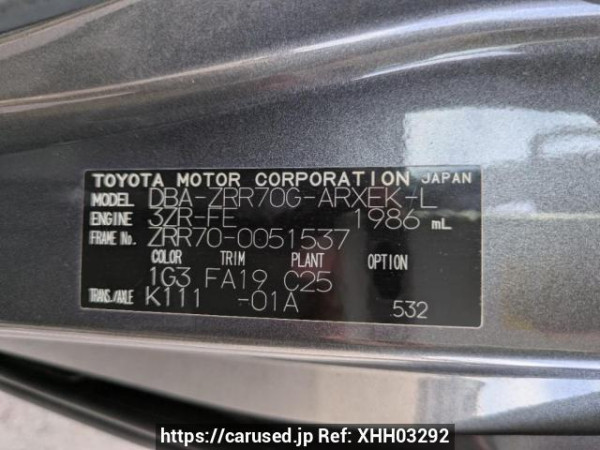 TOYOTA MOTOR CORPORATION JAPAN
MODEL DBA-ZRR70G-ARXEK-L
ENGINE 3ZR-FE 1986 mL
FRAME No. ZRR70-0051537
COLOR TRIM PLANT OPTION
1G3 FA19 C25
TRANS./AXLE K111 -01A 532
https://carused.jp Ref: XHH03292